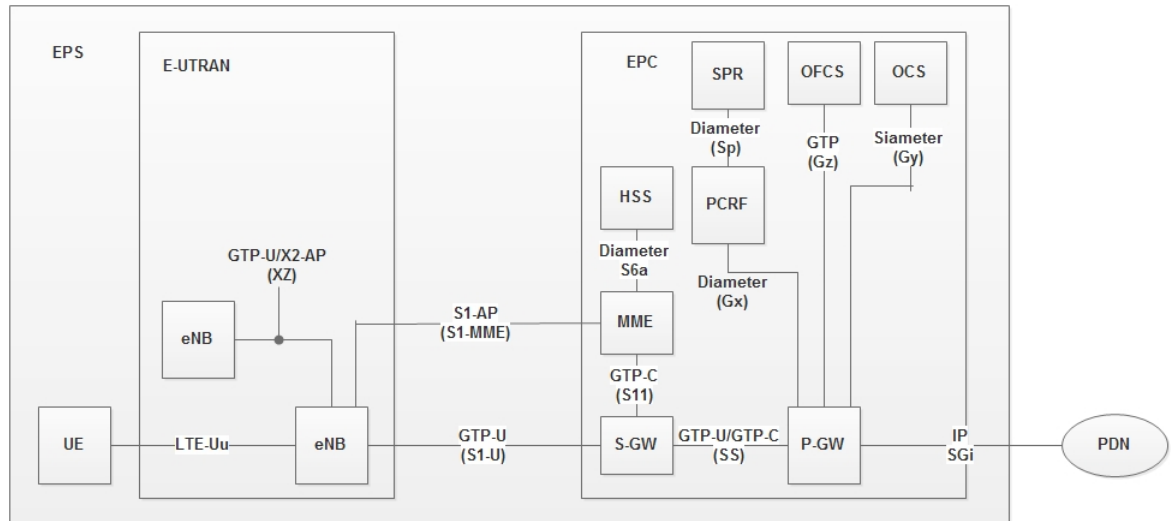 EPS
E-UTRAN
EPC
SPR
OFCS
OCS
Diameter
(Sp)
GTP
(Gz)
Siameter
(Gy)
HSS
PCRF
Diameter
S6a
Diameter
(Gx)
GTP-U/X2-AP
(XZ)
eNB
S1-AP
(S1-MME)
MME
GTP-C
(S11)
UE
LTE-Uu
eNB
GTP-U
(S1-U)
S-GW
GTP-U/GTP-C
(SS)
P-GW
IP
SGi
PDN